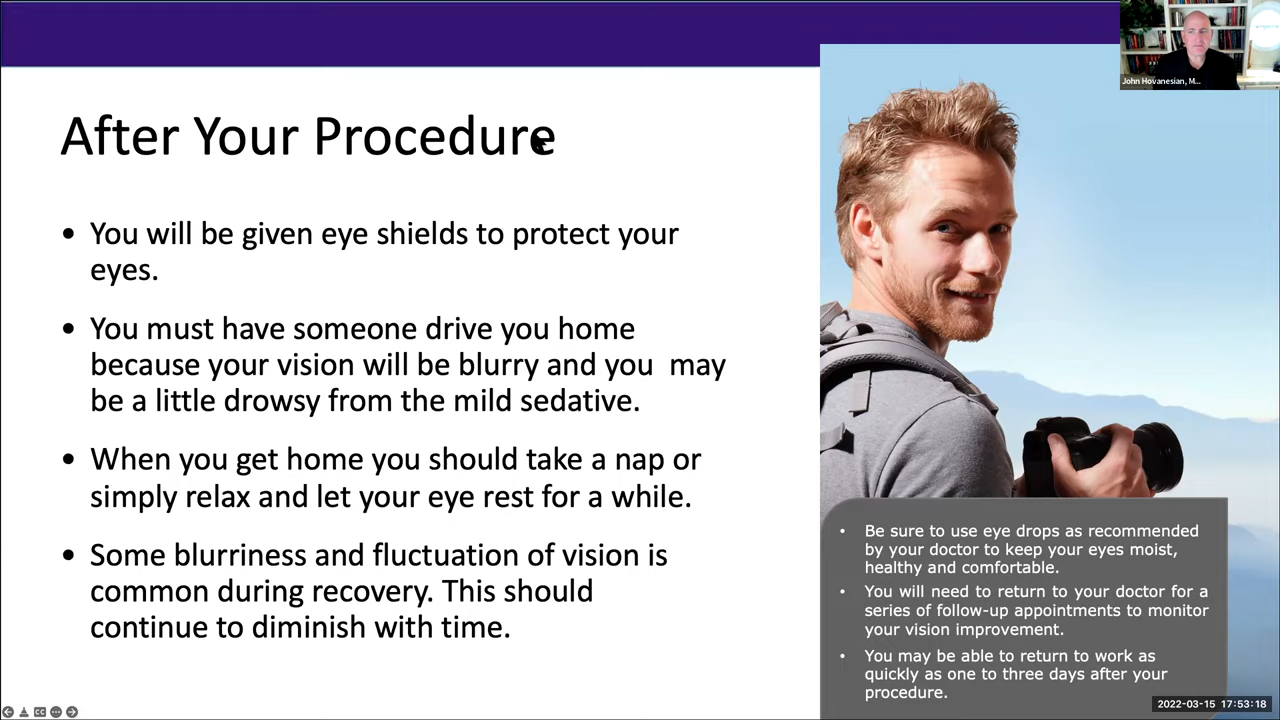 John Hovanesian, M...
After Your Procedure
• You will be given eye shields to protect your
eyes.
• You must have someone drive you home
because your vision will be blurry and you  may
be a little drowsy from the mild sedative.
• When you get home you should take a nap or
simply relax and let your eye rest for a while.
• Some blurriness and fluctuation of vision is
common during recovery. This should
continue to diminish with time.
• Be sure to use eye drops as recommended
by your doctor to keep your eyes moist,
healthy and comfortable.
• You will need to return to your doctor for a
series of follow-up appointments to monitor
your vision improvement.
• You may be able to return to work as
quickly as one to three days after your
procedure.
2022-03-15 17:53:18